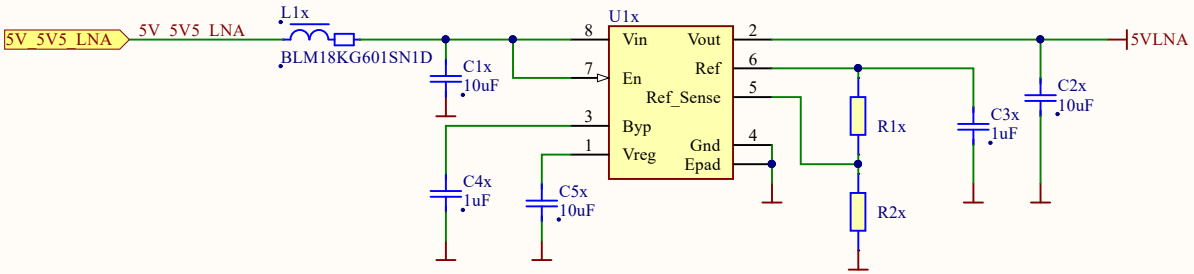 L1x
U1x
5V_5V5_LNA
5V_5V5_LNA
BLM18KG601SN1D
8
Vin
Vout
2
5VLNA
C1x
10uF
7
En
Ref
6
Ref_Sense
5
C2x
10uF
R1x
C3x
1uF
3
Byp
1
Vreg
Gnd
4
Epad
C4x
1uF
C5x
10uF
R2x